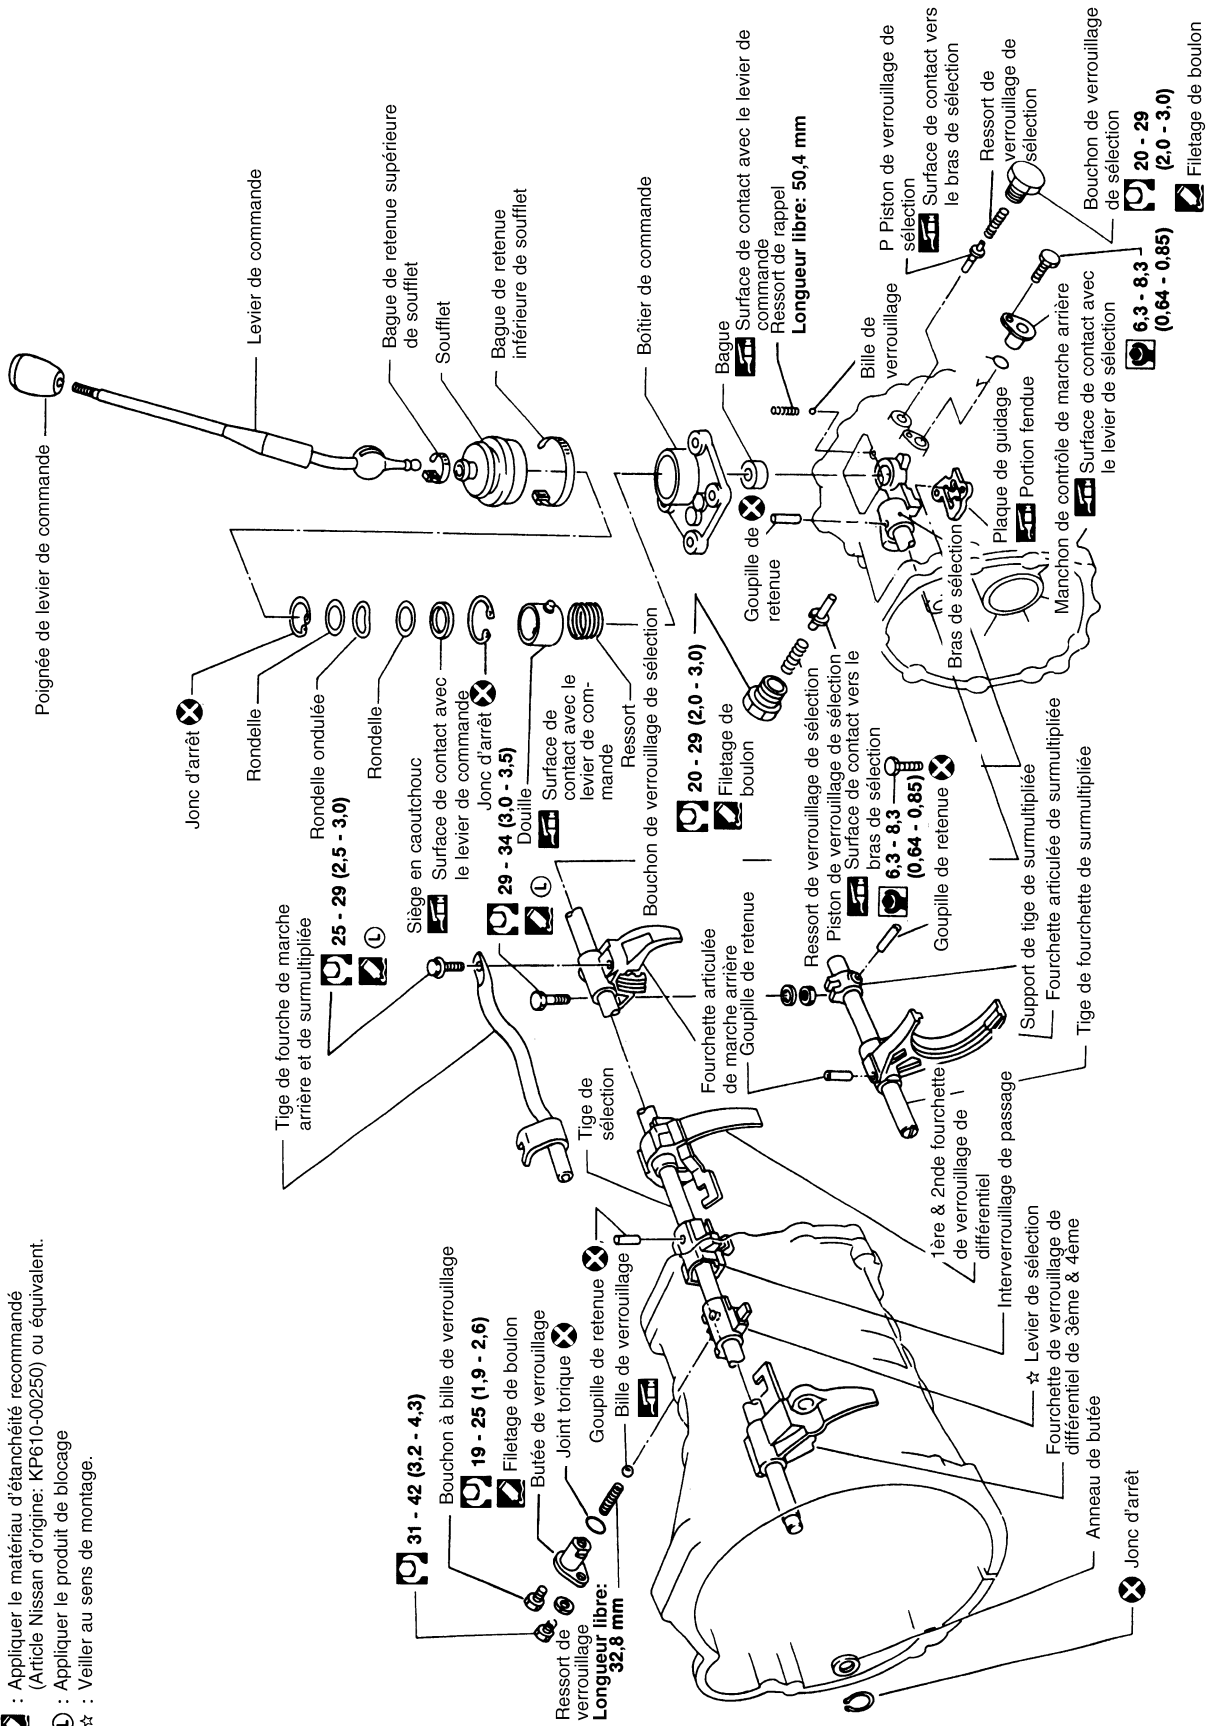 : Appliquer le matériau d'étanchéité recommandé
(Article Nissan d'origine: KP610-00250) ou équivalent.
Ⓛ : Appliquer le produit de blocage
☆ : Veiller au sens de montage.
Poignée de levier de commande
Levier de commande
Bague de retenue supérieure
de soufflet
Soufflet
Bague de retenue
inférieure de soufflet
Boîtier de commande
Bague
Surface de contact avec le levier de
commande
Ressort de rappel
Longueur libre: 50,4 mm
Bille de
verrouillage
P Piston de verrouillage de
sélection
Surface de contact vers
le bras de sélection
Ressort de
verrouillage de
sélection
Bouchon de verrouillage
de sélection
20 - 29
(2,0 - 3,0)
Filetage de boulon
6,3 - 8,3
(0,64 - 0,85)
Plaque de guidage
Portion fendue
Manchon de contrôle de marche arrière
Surface de contact avec
le levier de sélection
Goupille de
retenue
Bras de sélection
Jonc d'arrêt
Rondelle
Rondelle ondulée
Rondelle
Siège en caoutchouc
Surface de contact avec
le levier de commande
Jonc d'arrêt
Douille
Surface de
contact avec le
levier de com-
mande
Ressort
Bouchon de verrouillage de sélection
20 - 29 (2,0 - 3,0)
Filetage de
boulon
Ressort de verrouillage de sélection
Piston de verrouillage de sélection
Surface de contact vers le
bras de sélection
6,3 - 8,3
(0,64 - 0,85)
Goupille de retenue
Support de tige de surmultipliée
Fourchette articulée de surmultipliée
Tige de fourchette de surmultipliée
Tige de fourche de marche
arrière et surmultipliée
25 - 29 (2,5 - 3,0)
Ⓛ
29 - 34 (3,0 - 3,5)
Ⓛ
Fourchette articulée
de marche arrière
Goupille de retenue
Tige de
sélection
1ère & 2nde fourchette
de verrouillage de
différentiel
Interverrouillage de passage
☆ Levier de sélection
Fourchette de verrouillage de
différentiel de 3ème & 4ème
Anneau de butée
Jonc d'arrêt
31 - 42 (3,2 - 4,3)
Bouchon à bille de verrouillage
19 - 25 (1,9 - 2,6)
Filetage de boulon
Butée de verrouillage
Joint torique
Goupille de retenue
Bille de verrouillage
Ressort de
verrouillage
Longueur libre:
32,8 mm